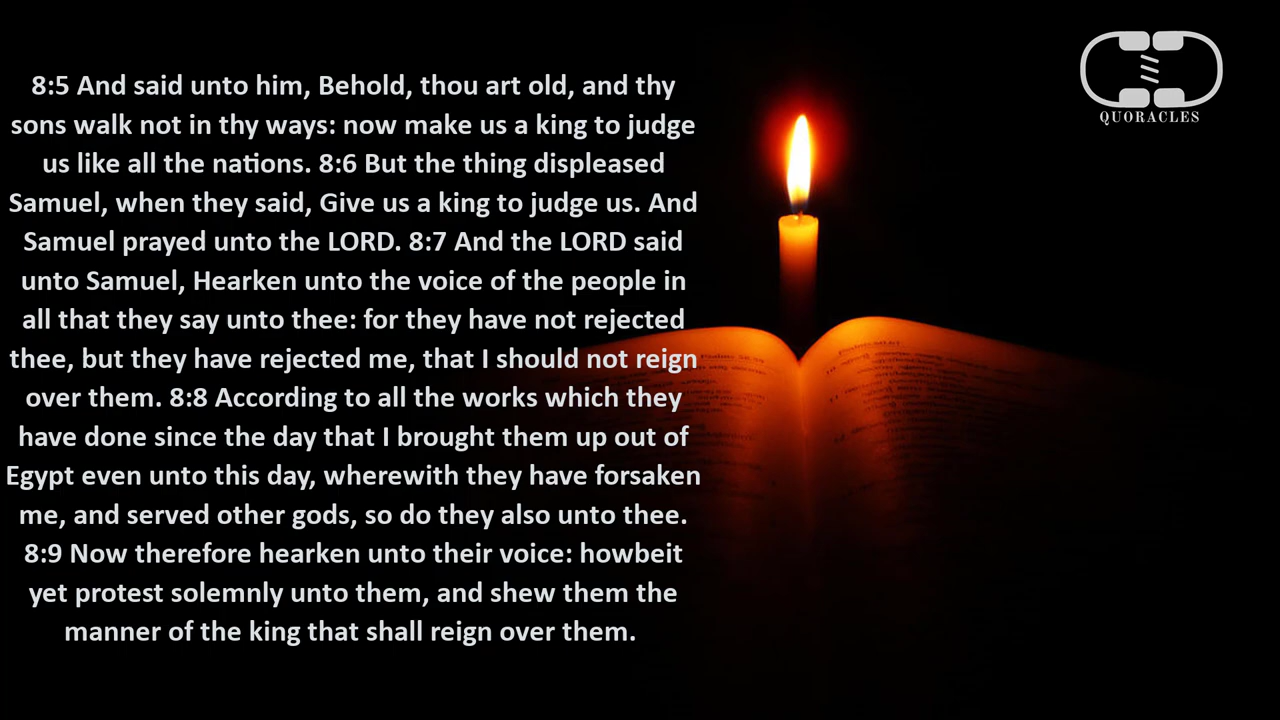 8:5 And said unto him, Behold, thou art old, and thy
sons walk not in thy ways: now make us a king to judge
us like all the nations. 8:6 But the thing displeased
Samuel, when they said, Give us a king to judge us. And
Samuel prayed unto the LORD. 8:7 And the LORD said
unto Samuel, Hearken unto the voice of the people in
all that they say unto thee: for they have not rejected
thee, but they have rejected me, that I should not reign
over them. 8:8 According to all the works which they
have done since the day that I brought them up out of
Egypt even unto this day, wherewith they have forsaken
me, and served other gods, so do they also unto thee.
8:9 Now therefore hearken unto their voice: howbeit
yet protest solemnly unto them, and shew them the
manner of the king that shall reign over them.
QUORACLES